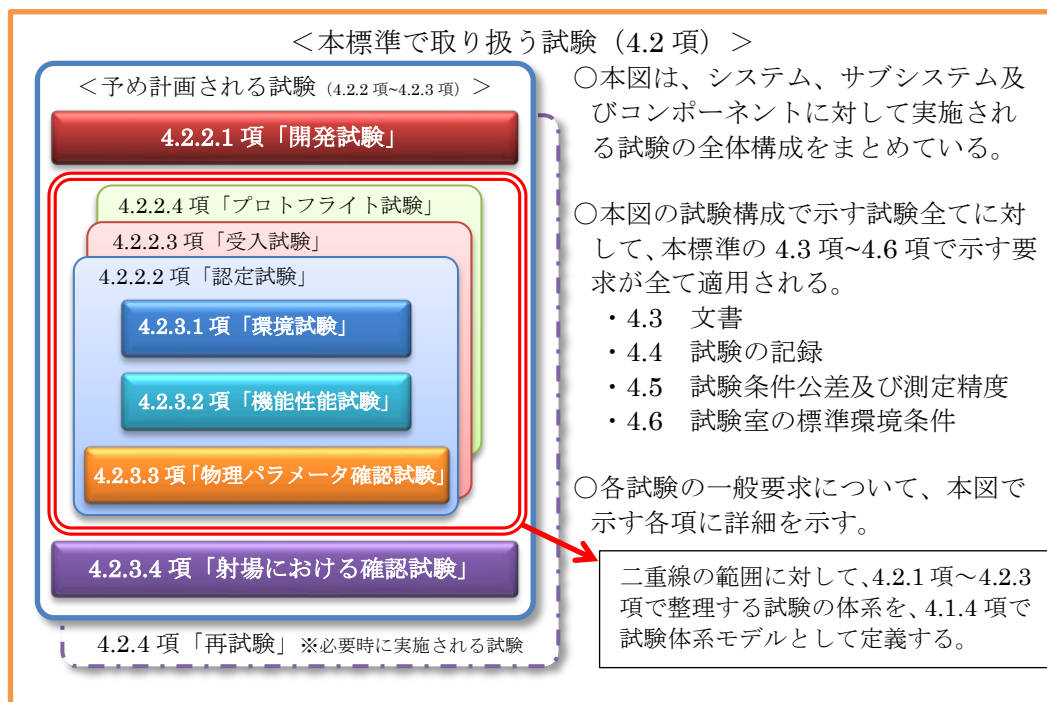 ＜本標準で取り扱う試験（4.2 項）＞
＜予め計画される試験（4.2.2 項~4.2.3 項）＞
4.2.2.1 項「開発試験」
4.2.2.4 項「プロトフライト試験」
4.2.2.3 項「受入試験」
4.2.2.2 項「認定試験」
4.2.3.1 項「環境試験」
4.2.3.2 項「機能性能試験」
4.2.3.3 項「物理パラメータ確認試験」
4.2.3.4 項「射場における確認試験」
4.2.4 項「再試験」※必要時に実施される試験
○本図は、システム、サブシステム及
びコンポーネントに対して実施され
る試験の全体構成をまとめている。
○本図の試験構成で示す試験全てに対
して、本標準の 4.3 項~4.6 項で示す要
求が全て適用される。
・4.3　文書
・4.4　試験の記録
・4.5　試験条件公差及び測定精度
・4.6　試験室の標準環境条件
○各試験の一般要求について、本図で
示す各項に詳細を示す。
二重線の範囲に対して、4.2.1 項～4.2.3
項で整理する試験の体系を、4.1.4 項で
試験体系モデルとして定義する。